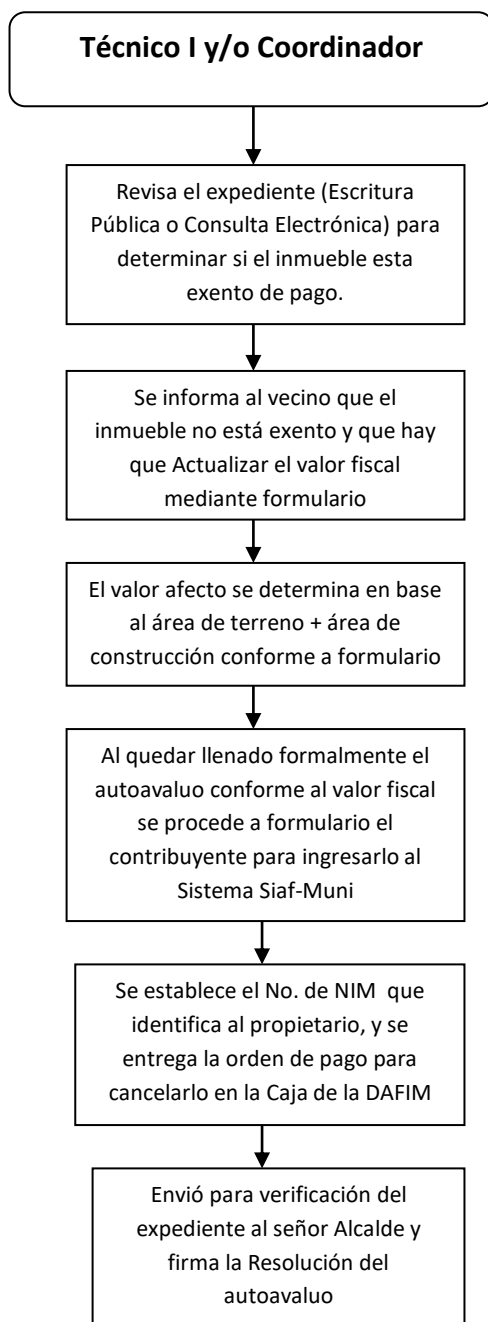 Técnico I y/o Coordinador
Revisa el expediente (Escritura
Pública o Consulta Electrónica) para
determinar si el inmueble esta
exento de pago.
Se informa al vecino que el
inmueble no está exento y que hay
que Actualizar el valor fiscal
mediante formulario
El valor afecto se determina en base
al área de terreno + área de
construcción conforme a formulario
Al quedar llenado formalmente el
autoavaluo conforme al valor fiscal
se procede a formulario el
contribuyente para ingresarlo al
Sistema Siaf-Muni
Se establece el No. de NIM que
identifica al propietario, y se
entrega la orden de pago para
cancelarlo en la Caja de la DAFIM
Envió para verificación del
expediente al señor Alcalde y
firma la Resolución del
autoavaluo